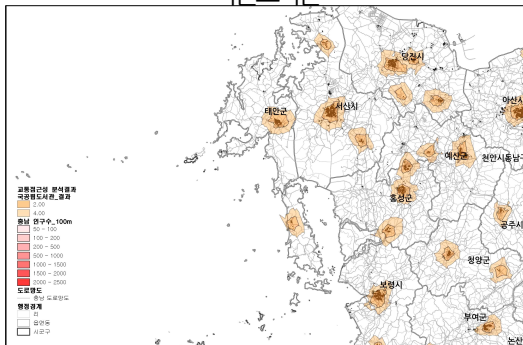 당진시
아산시
태안군
서산시
예산군
천안시동남구
홍성군
공주시
청양군
보령시
부여군
논산
교통접근성 분석결과
국공립도서관_결과
2.00
4.00
충남 인구수_100m
50 - 100
100 - 200
200 - 500
500 - 1000
1000 - 1500
1500 - 2000
2000 - 2500
도로망도
충남 도로망도
행정경계
리
읍면동
시군구